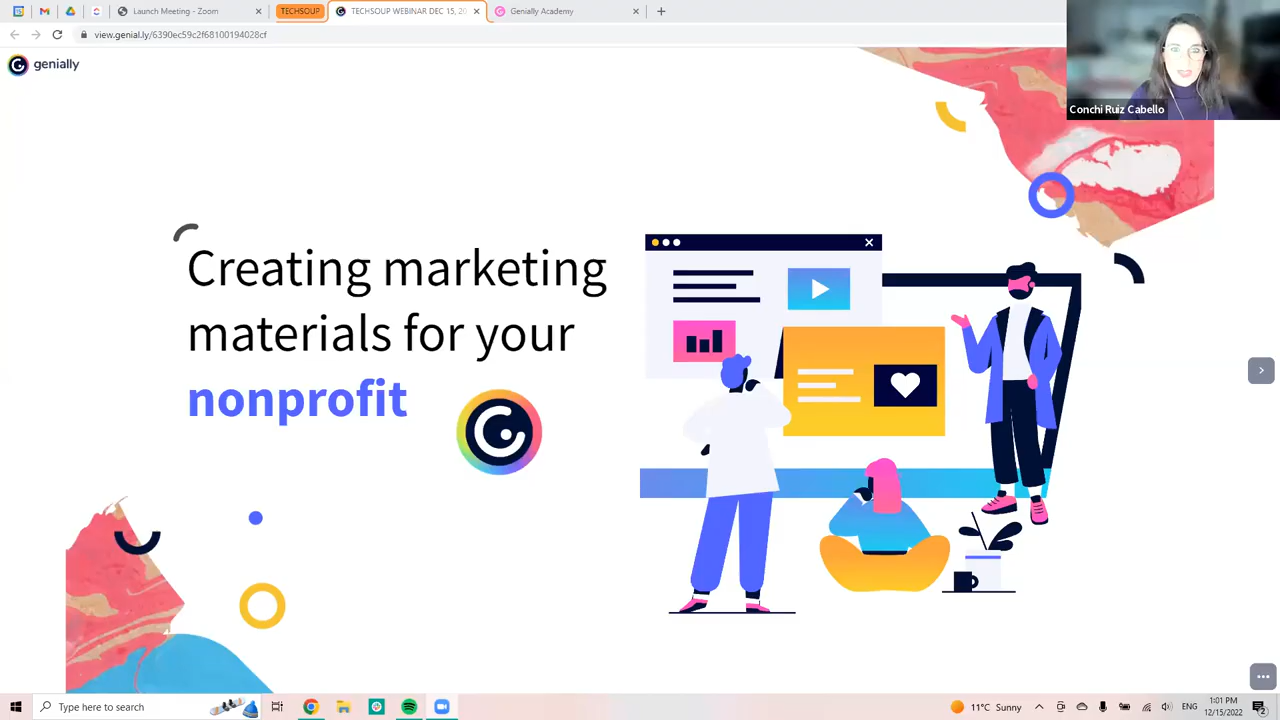 Launch Meeting - Zoom
TECHSOUP
TECHSOUP WEBINAR DEC 15, 20
Genially Academy
view.genial.ly/6390ec59c2f68100194028cf
genially
Conchi Ruiz Cabello
Creating marketing
materials for your
nonprofit
Type here to search
11°C Sunny
ENG
1:01 PM
12/15/2022
2